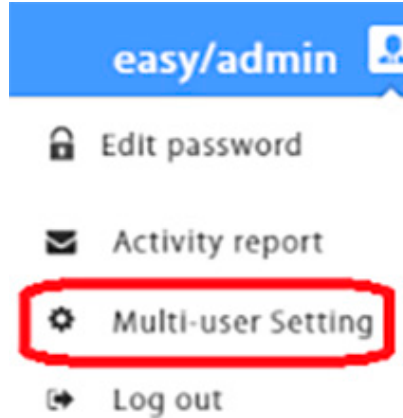 easy/admin
Edit password
Activity report
Multi-user Setting
Log out